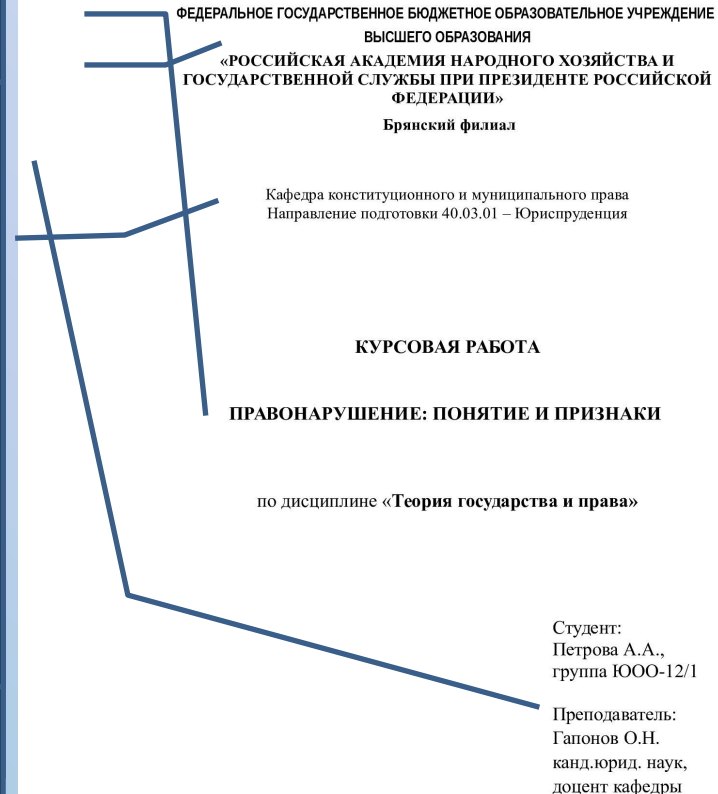 ФЕДЕРАЛЬНОЕ ГОСУДАРСТВЕННОЕ БЮДЖЕТНОЕ ОБРАЗОВАТЕЛЬНОЕ УЧРЕЖДЕНИЕ
ВЫСШЕГО ОБРАЗОВАНИЯ
«РОССИЙСКАЯ АКАДЕМИЯ НАРОДНОГО ХОЗЯЙСТВА И
ГОСУДАРСТВЕННОЙ СЛУЖБЫ ПРИ ПРЕЗИДЕНТЕ РОССИЙСКОЙ
ФЕДЕРАЦИИ»
Брянский филиал
Кафедра конституционного и муниципального права
Направление подготовки 40.03.01 – Юриспруденция
КУРСОВАЯ РАБОТА
ПРАВОНАРУШЕНИЕ: ПОНЯТИЕ И ПРИЗНАКИ
по дисциплине «Теория государства и права»
Студент:
Петрова А.А.,
группа ЮОО-12/1
Преподаватель:
Гапонов О.Н.
канд.юрид. наук,
доцент кафедры